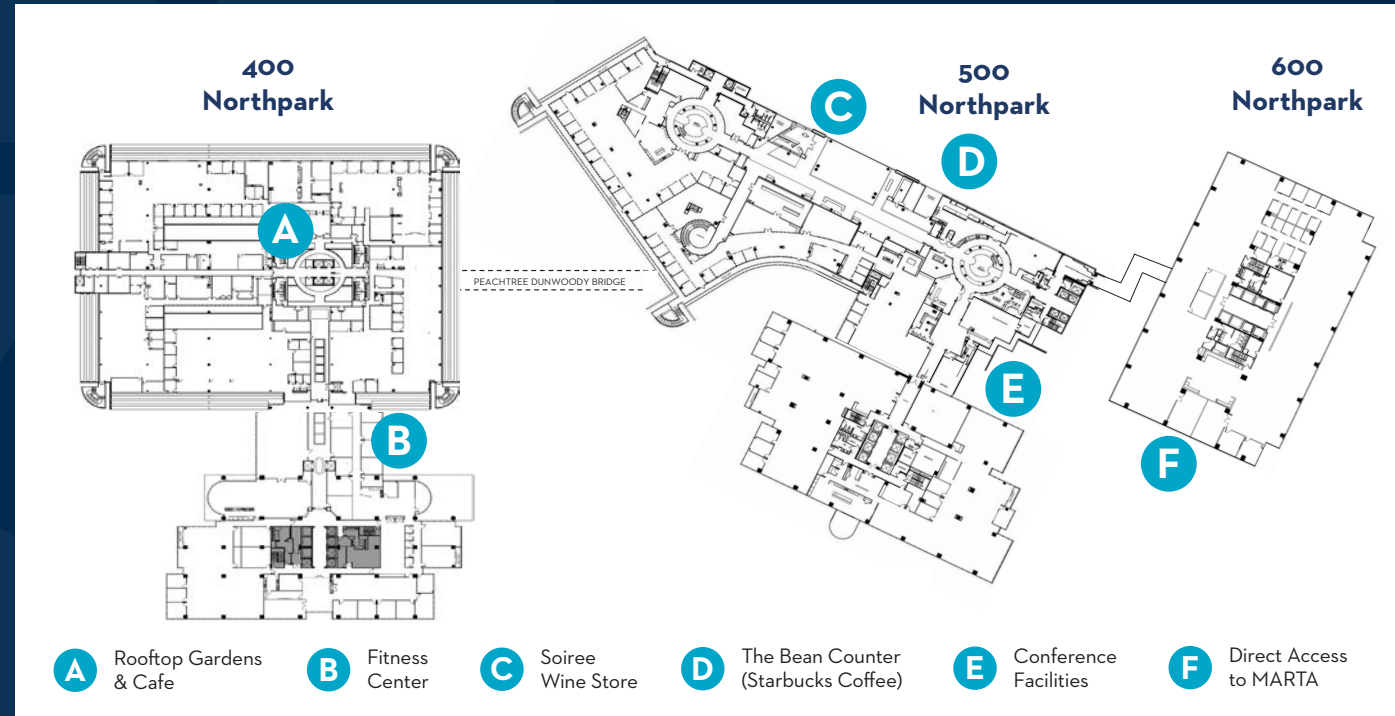 400
Northpark
500
Northpark
600
Northpark
C
D
A
PEACHTREE DUNWOODY BRIDGE
E
B
F
A
Rooftop Gardens
& Cafe
B
Fitness
Center
C
Soiree
Wine Store
D
The Bean Counter
(Starbucks Coffee)
E
Conference
Facilities
F
Direct Access
to MARTA